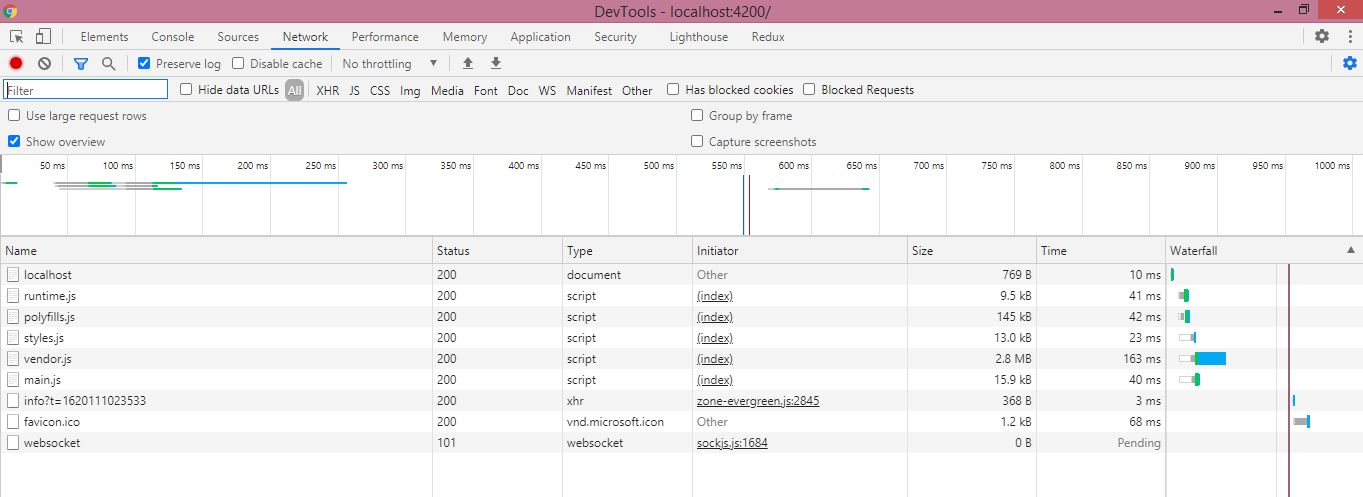 DevTools - localhost:4200/
Elements Console Sources Network Performance Memory Application Security Lighthouse Redux
Preserve log Disable cache No throttling
Filter Hide data URLs All XHR JS CSS Img Media Font Doc WS Manifest Other Has blocked cookies Blocked Requests
Use large request rows Group by frame
Show overview Capture screenshots
50 ms 100 ms 150 ms 200 ms 250 ms 300 ms 350 ms 400 ms 450 ms 500 ms 550 ms 600 ms 650 ms 700 ms 750 ms 800 ms 850 ms 900 ms 950 ms 1000 ms
Name Status Type Initiator Size Time Waterfall
localhost 200 document Other 769 B 10 ms
runtime.js 200 script (index) 9.5 kB 41 ms
polyfills.js 200 script (index) 145 kB 42 ms
styles.js 200 script (index) 13.0 kB 23 ms
vendor.js 200 script (index) 2.8 MB 163 ms
main.js 200 script (index) 15.9 kB 40 ms
info?t=1620111023533 200 xhr zone-evergreen.js:2845 368 B 3 ms
favicon.ico 200 vnd.microsoft.icon Other 1.2 kB 68 ms
websocket 101 websocket sockjs.js:1684 0 B Pending